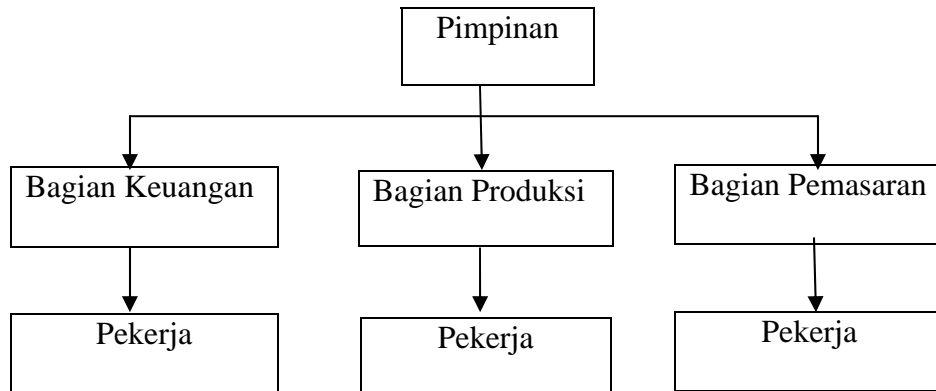 Pimpinan
Bagian Keuangan
Bagian Produksi
Bagian Pemasaran
Pekerja
Pekerja
Pekerja